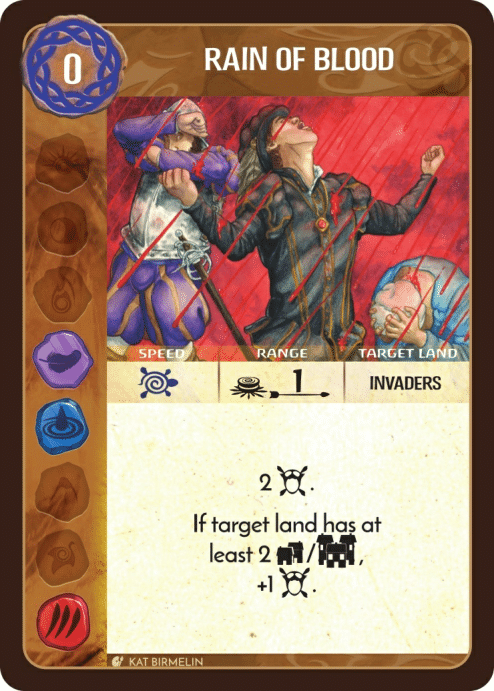 0
RAIN OF BLOOD
SPEED RANGE TARGET LAND
1 INVADERS
2 .
If target land has at
least 2 / ,
+1 .
KAT BIRMELIN